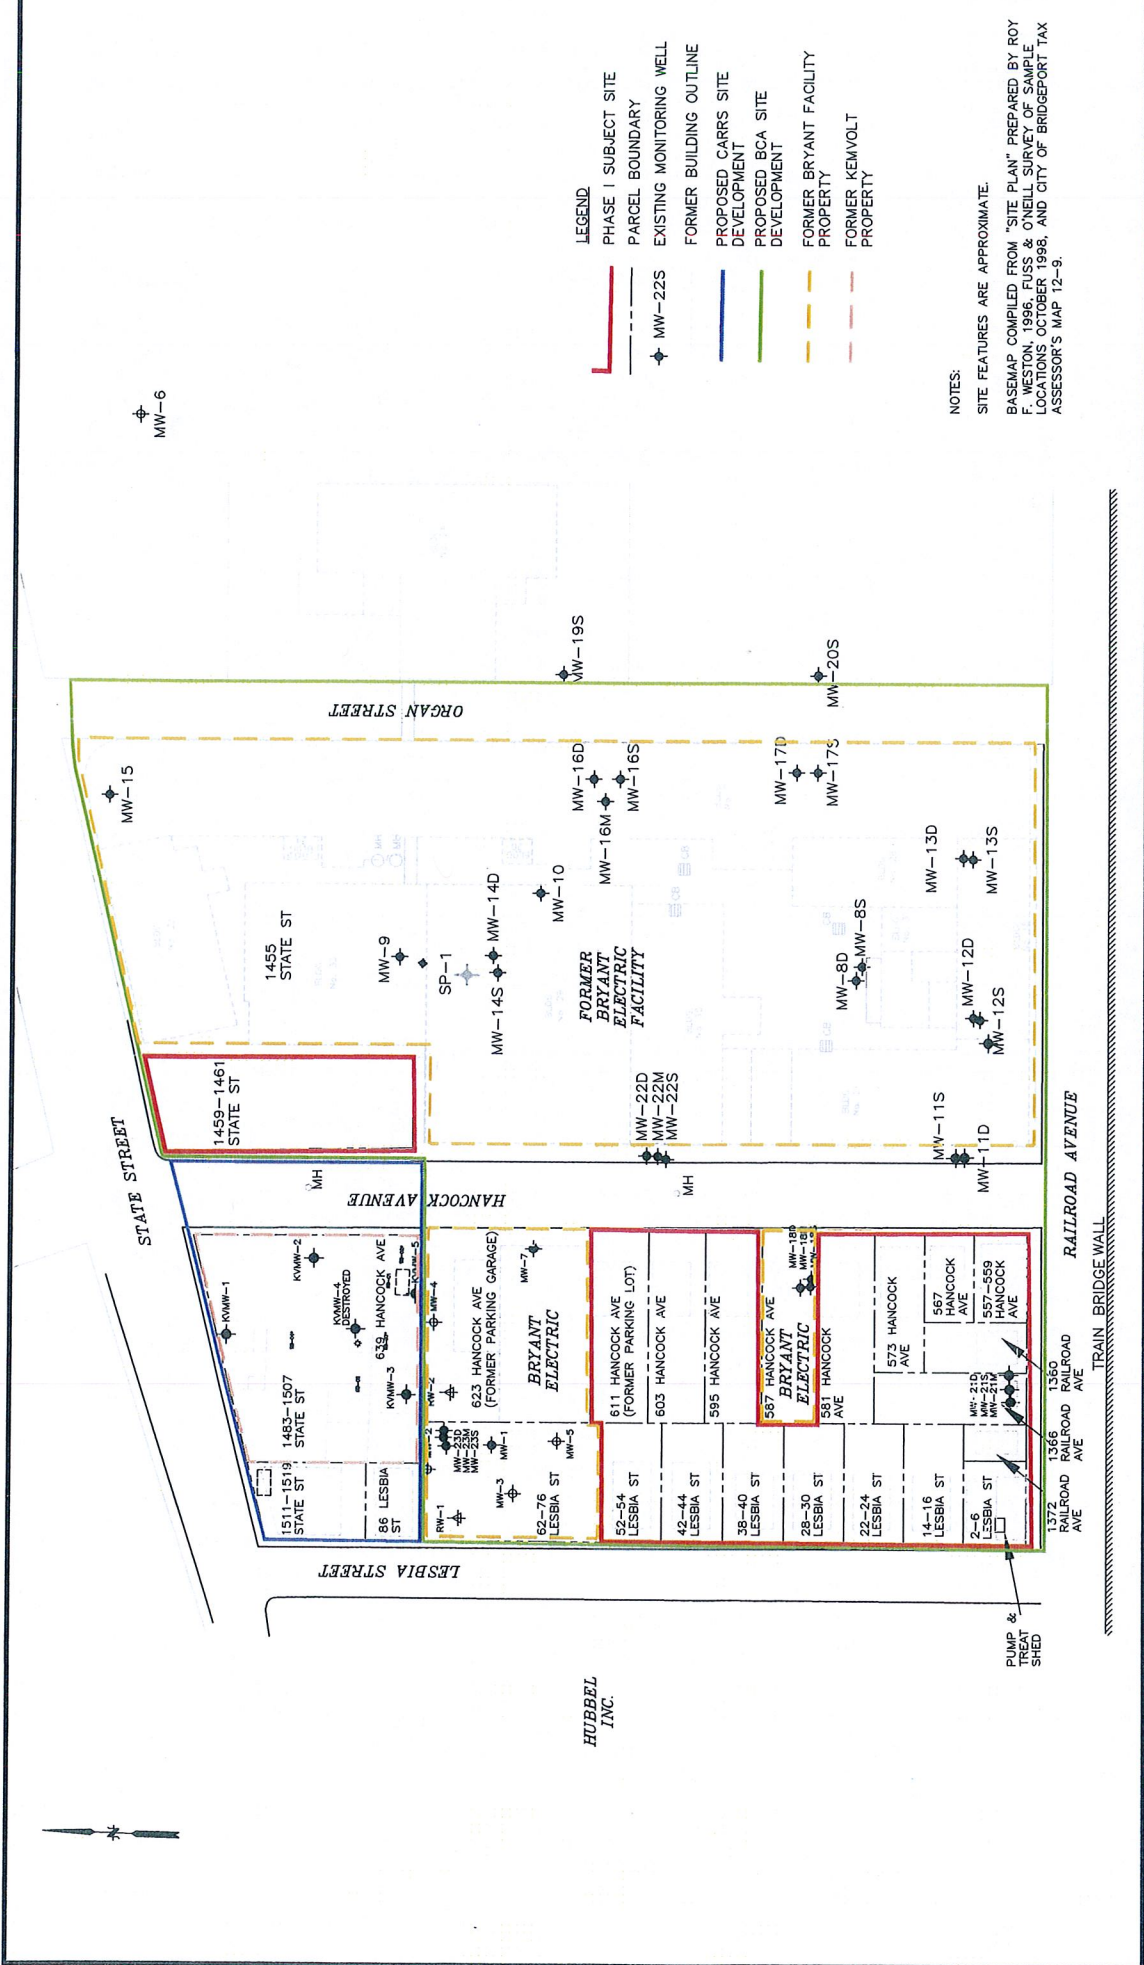 STATE STREET
ORGAN STREET
HANCOCK AVENUE
LESBIA STREET
RAILROAD AVENUE
TRAIN BRIDGE WALL
HUBBEL
INC.
N
MW-6
MW-15
1455
STATE ST
1459-1461
STATE ST
MW-9
SP-1
MW-14D
MW-14S
MW-10
MW-16D
MW-16S
MW-16M
MW-19S
MW-20S
MW-17D
MW-17S
MW-13D
MW-13S
MW-8D
MW-8S
MW-12D
MW-12S
FORMER
BRYANT
ELECTRIC
FACILITY
MW-22D
MW-22M
MW-22S
MW-11S
MW-11D
MH
MH
KVMW-1
KVMW-2
KVMW-4
DESTROYED
639 HANCOCK AVE
KVMW-5
KVMW-3
1483-1507
STATE ST
1511-1519
STATE ST
86 LESBIA
ST
MW-4
RW-2
MW-7
623 HANCOCK AVE
(FORMER PARKING GARAGE)
BRYANT
ELECTRIC
MW-23D
MW-23M
MW-23S
MW-1
MW-5
MW-3
RW-1
62-76
LESBIA ST
611 HANCOCK AVE
(FORMER PARKING LOT)
603 HANCOCK AVE
595 HANCOCK AVE
587 HANCOCK AVE
BRYANT
ELECTRIC
MW-18D
581 HANCOCK
AVE
573 HANCOCK
AVE
567
HANCOCK
AVE
557-559
HANCOCK
AVE
52-54
LESBIA ST
42-44
LESBIA ST
38-40
LESBIA ST
28-30
LESBIA ST
22-24
LESBIA ST
14-16
LESBIA ST
2-6
LESBIA ST
MW-21D
MW-21S
MW-21M
1360
RAILROAD
AVE
1366
RAILROAD
AVE
1372
RAILROAD
AVE
PUMP &
TREAT
SHED
LEGEND
PHASE I SUBJECT SITE
PARCEL BOUNDARY
MW-22S EXISTING MONITORING WELL
FORMER BUILDING OUTLINE
PROPOSED CARRS SITE
DEVELOPMENT
PROPOSED BCA SITE
DEVELOPMENT
FORMER BRYANT FACILITY
PROPERTY
FORMER KEMVOLT
PROPERTY
NOTES:
SITE FEATURES ARE APPROXIMATE.
BASEMAP COMPILED FROM "SITE PLAN" PREPARED BY ROY
F. WESTON, 1996, FUSS & O'NEILL SURVEY OF SAMPLE
LOCATIONS OCTOBER 1998, AND CITY OF BRIDGEPORT TAX
ASSESSOR'S MAP 12-9.